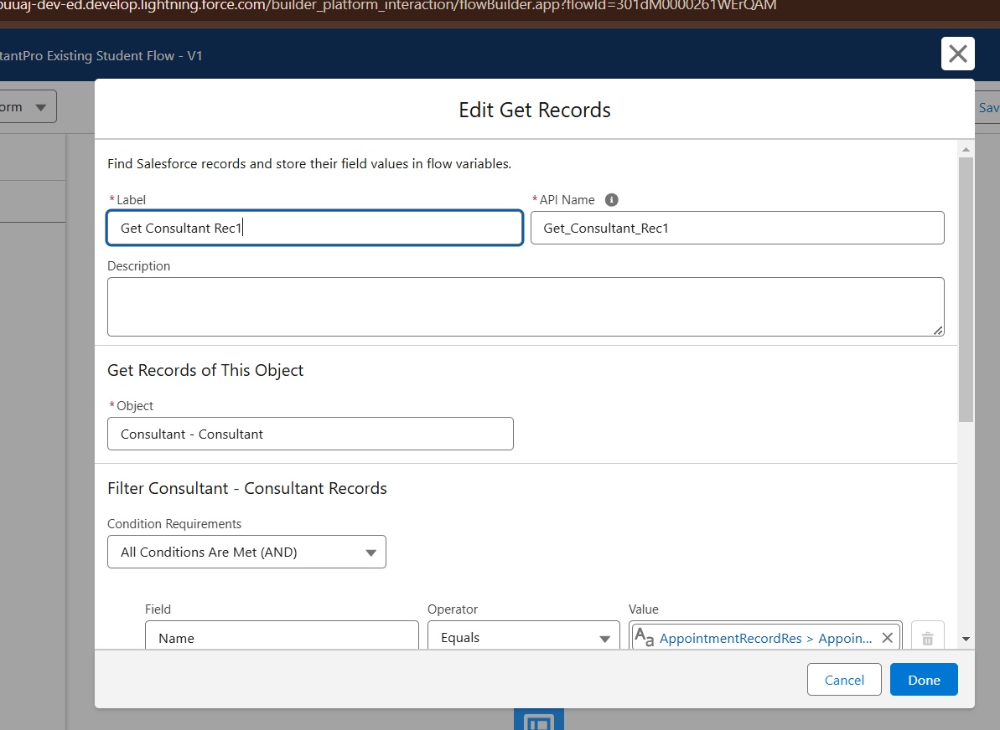 ouuaj-dev-ed.develop.lightning.force.com/builder_platform_interaction/flowBuilder.app?flowId=301dM0000261WErQAM
tantPro Existing Student Flow - V1
orm
Sav
Edit Get Records
Find Salesforce records and store their field values in flow variables.
* Label
* API Name
Get Consultant Rec1
Get_Consultant_Rec1
Description
Get Records of This Object
* Object
Consultant - Consultant
Filter Consultant - Consultant Records
Condition Requirements
All Conditions Are Met (AND)
Field Operator Value
Name Equals AppointmentRecordRes > Appoin...
Cancel Done